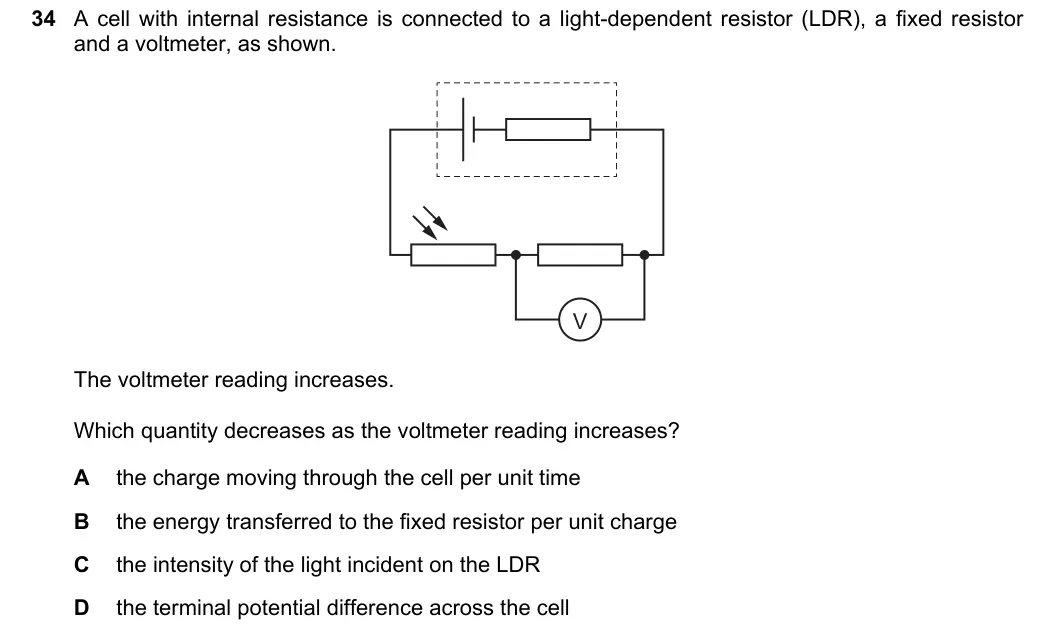 34 A cell with internal resistance is connected to a light-dependent resistor (LDR), a fixed resistor
and a voltmeter, as shown.
V
The voltmeter reading increases.
Which quantity decreases as the voltmeter reading increases?
A the charge moving through the cell per unit time
B the energy transferred to the fixed resistor per unit charge
C the intensity of the light incident on the LDR
D the terminal potential difference across the cell